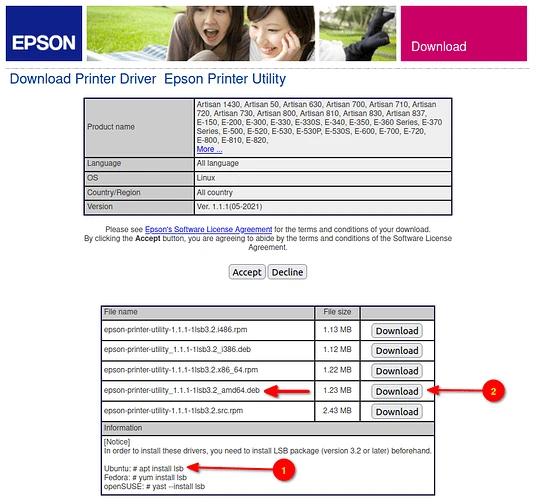 EPSON
Download
Download Printer Driver Epson Printer Utility
Product name
Artisan 1430, Artisan 50, Artisan 630, Artisan 700, Artisan 710, Artisan
720, Artisan 730, Artisan 800, Artisan 810, Artisan 830, Artisan 837,
E-150, E-200, E-300, E-330, E-330S, E-340, E-350, E-360 Series, E-370
Series, E-500, E-520, E-530, E-530P, E-530S, E-600, E-700, E-720,
E-800, E-810, E-820,
More ...
Language All language
OS Linux
Country/Region All country
Version Ver. 1.1.1(05-2021)
Please see Epson's Software License Agreement for the terms and conditions of your download.
By clicking the Accept button, you are agreeing to abide by the terms and conditions of the Software License
Agreement.
Accept Decline
File name File size
epson-printer-utility-1.1.1-1lsb3.2.i486.rpm 1.13 MB Download
epson-printer-utility_1.1.1-1lsb3.2_i386.deb 1.12 MB Download
epson-printer-utility-1.1.1-1lsb3.2.x86_64.rpm 1.22 MB Download
epson-printer-utility_1.1.1-1lsb3.2_amd64.deb 1.23 MB Download 2
epson-printer-utility-1.1.1-1lsb3.2.src.rpm 2.43 MB Download
Information
[Notice]
In order to install these drivers, you need to install LSB package (version 3.2 or later) beforehand.
Ubuntu: # apt install lsb 1
Fedora: # yum install lsb
openSUSE: # yast --install lsb